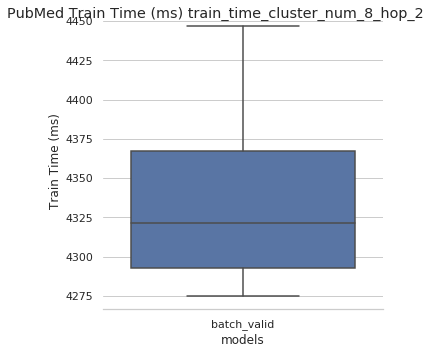 PubMed Train Time (ms) train_time_cluster_num_8_hop_2
4450
4425
4400
4375
4350
4325
4300
4275
Train Time (ms)
batch_valid
models